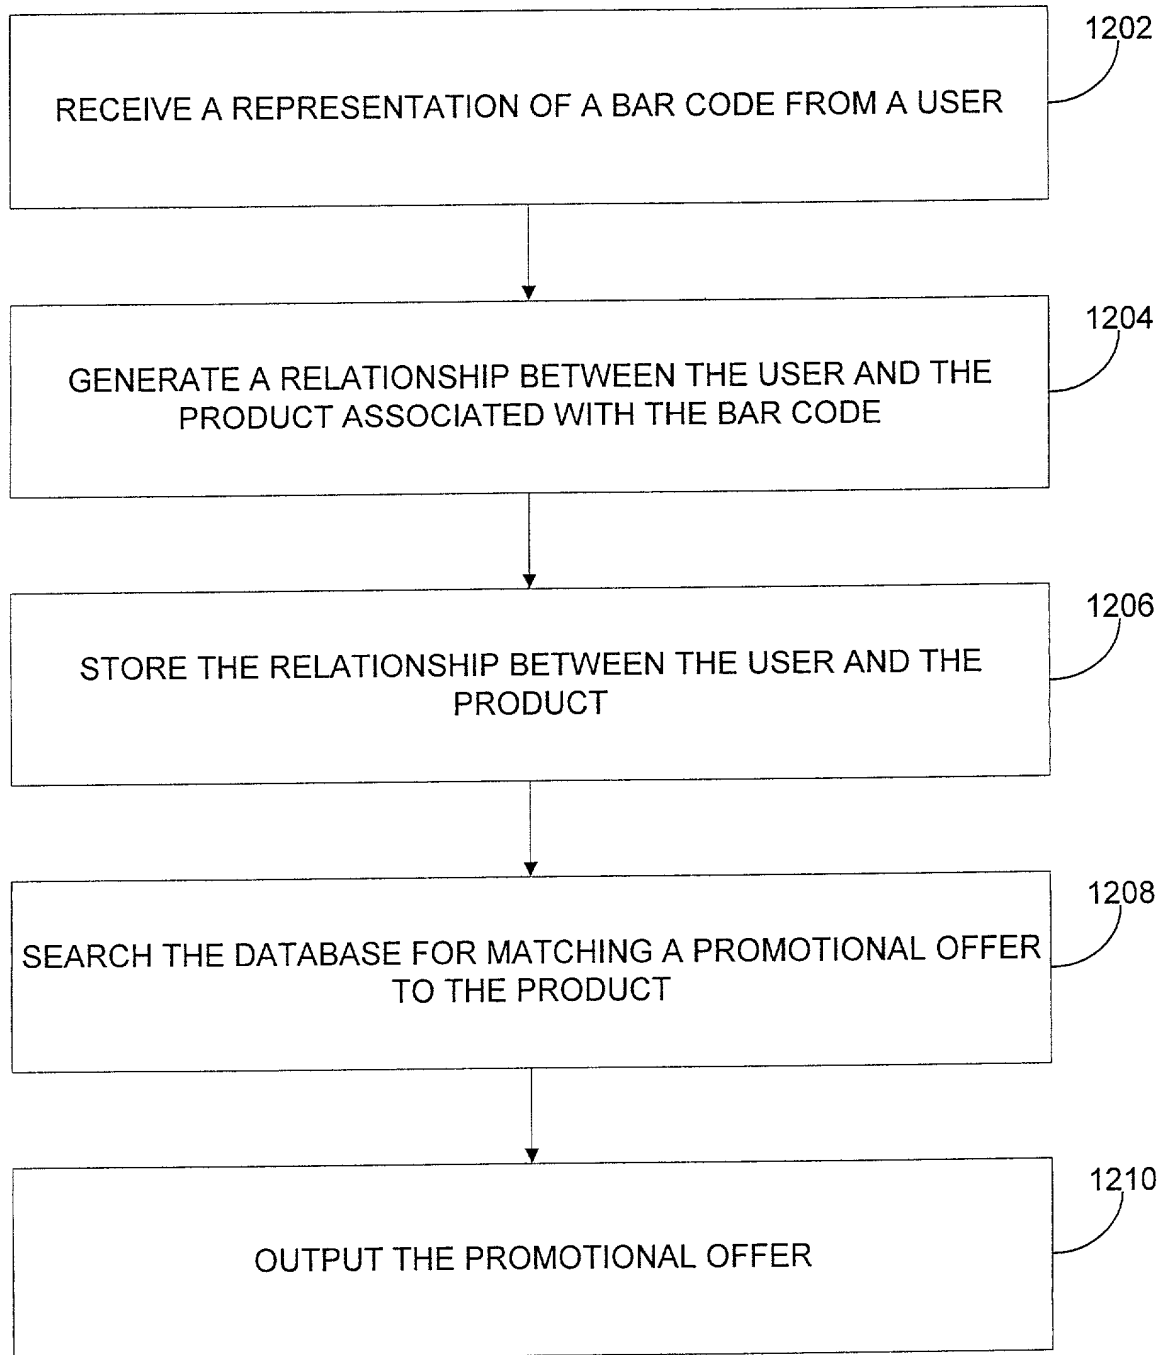 1202
RECEIVE A REPRESENTATION OF A BAR CODE FROM A USER
1204
GENERATE A RELATIONSHIP BETWEEN THE USER AND THE
PRODUCT ASSOCIATED WITH THE BAR CODE
1206
STORE THE RELATIONSHIP BETWEEN THE USER AND THE
PRODUCT
1208
SEARCH THE DATABASE FOR MATCHING A PROMOTIONAL OFFER
TO THE PRODUCT
1210
OUTPUT THE PROMOTIONAL OFFER